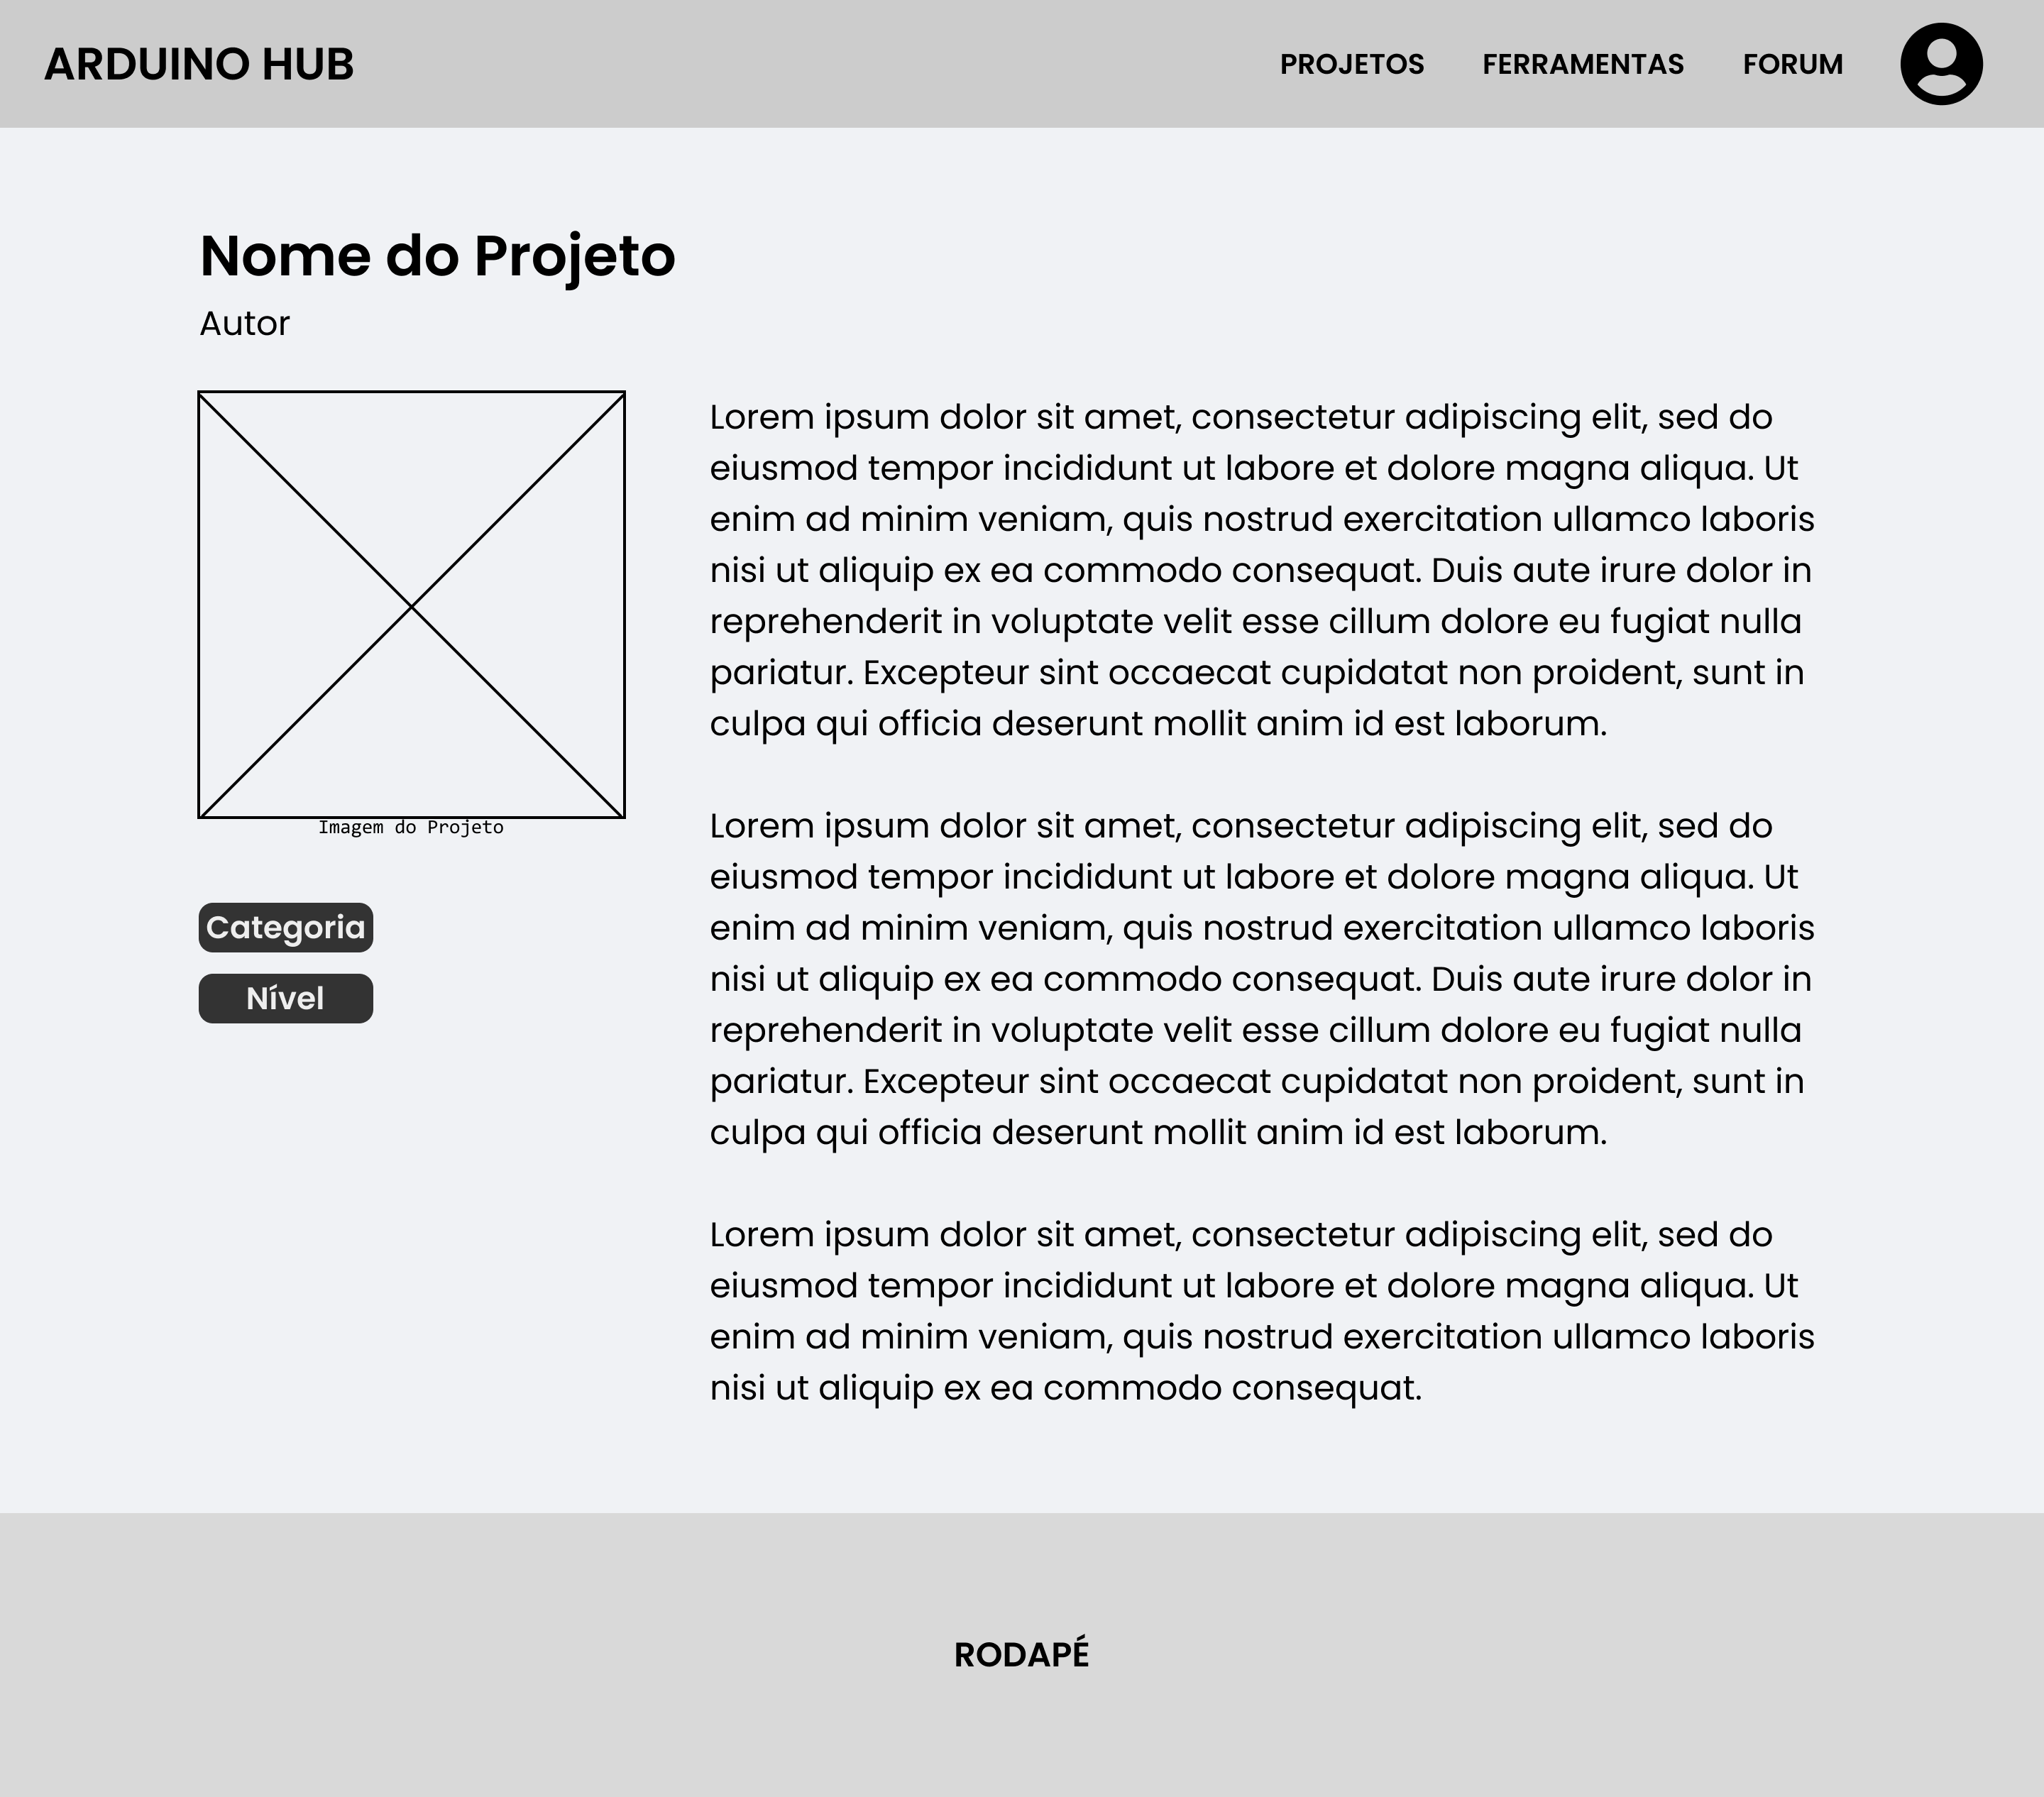 ARDUINO HUB
PROJETOS
FERRAMENTAS
FORUM
Nome do Projeto
Autor
Imagem do Projeto
Categoria
Nível
Lorem ipsum dolor sit amet, consectetur adipiscing elit, sed do
eiusmod tempor incididunt ut labore et dolore magna aliqua. Ut
enim ad minim veniam, quis nostrud exercitation ullamco laboris
nisi ut aliquip ex ea commodo consequat. Duis aute irure dolor in
reprehenderit in voluptate velit esse cillum dolore eu fugiat nulla
pariatur. Excepteur sint occaecat cupidatat non proident, sunt in
culpa qui officia deserunt mollit anim id est laborum.
Lorem ipsum dolor sit amet, consectetur adipiscing elit, sed do
eiusmod tempor incididunt ut labore et dolore magna aliqua. Ut
enim ad minim veniam, quis nostrud exercitation ullamco laboris
nisi ut aliquip ex ea commodo consequat. Duis aute irure dolor in
reprehenderit in voluptate velit esse cillum dolore eu fugiat nulla
pariatur. Excepteur sint occaecat cupidatat non proident, sunt in
culpa qui officia deserunt mollit anim id est laborum.
Lorem ipsum dolor sit amet, consectetur adipiscing elit, sed do
eiusmod tempor incididunt ut labore et dolore magna aliqua. Ut
enim ad minim veniam, quis nostrud exercitation ullamco laboris
nisi ut aliquip ex ea commodo consequat.
RODAPÉ